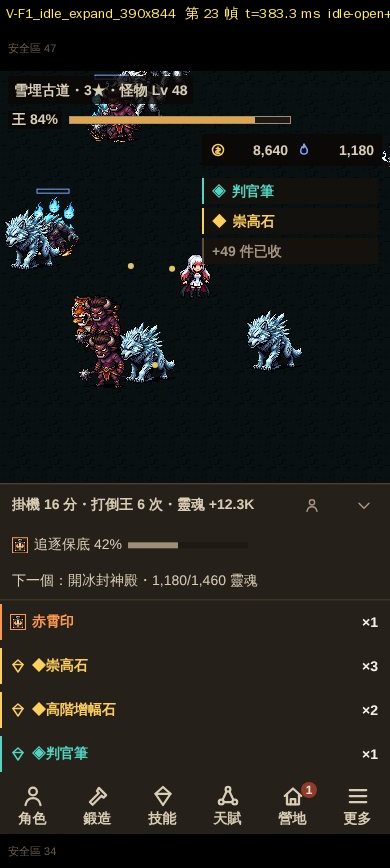 V-F1_idle_expand_390x844 第 23 幀 t=383.3 ms idle-open+
安全區 47
雪埋古道・3★・怪物 Lv 48
王 84%
8,640 1,180
◈ 判官筆
◆ 崇高石
+49 件已收
掛機 16 分・打倒王 6 次・靈魂 +12.3K
追逐保底 42%
下一個：開冰封神殿・1,180/1,460 靈魂
赤霄印 ×1
◆崇高石 ×3
◆高階增幅石 ×2
◈判官筆 ×1
1
角色 鍛造 技能 天賦 營地 更多
安全區 34